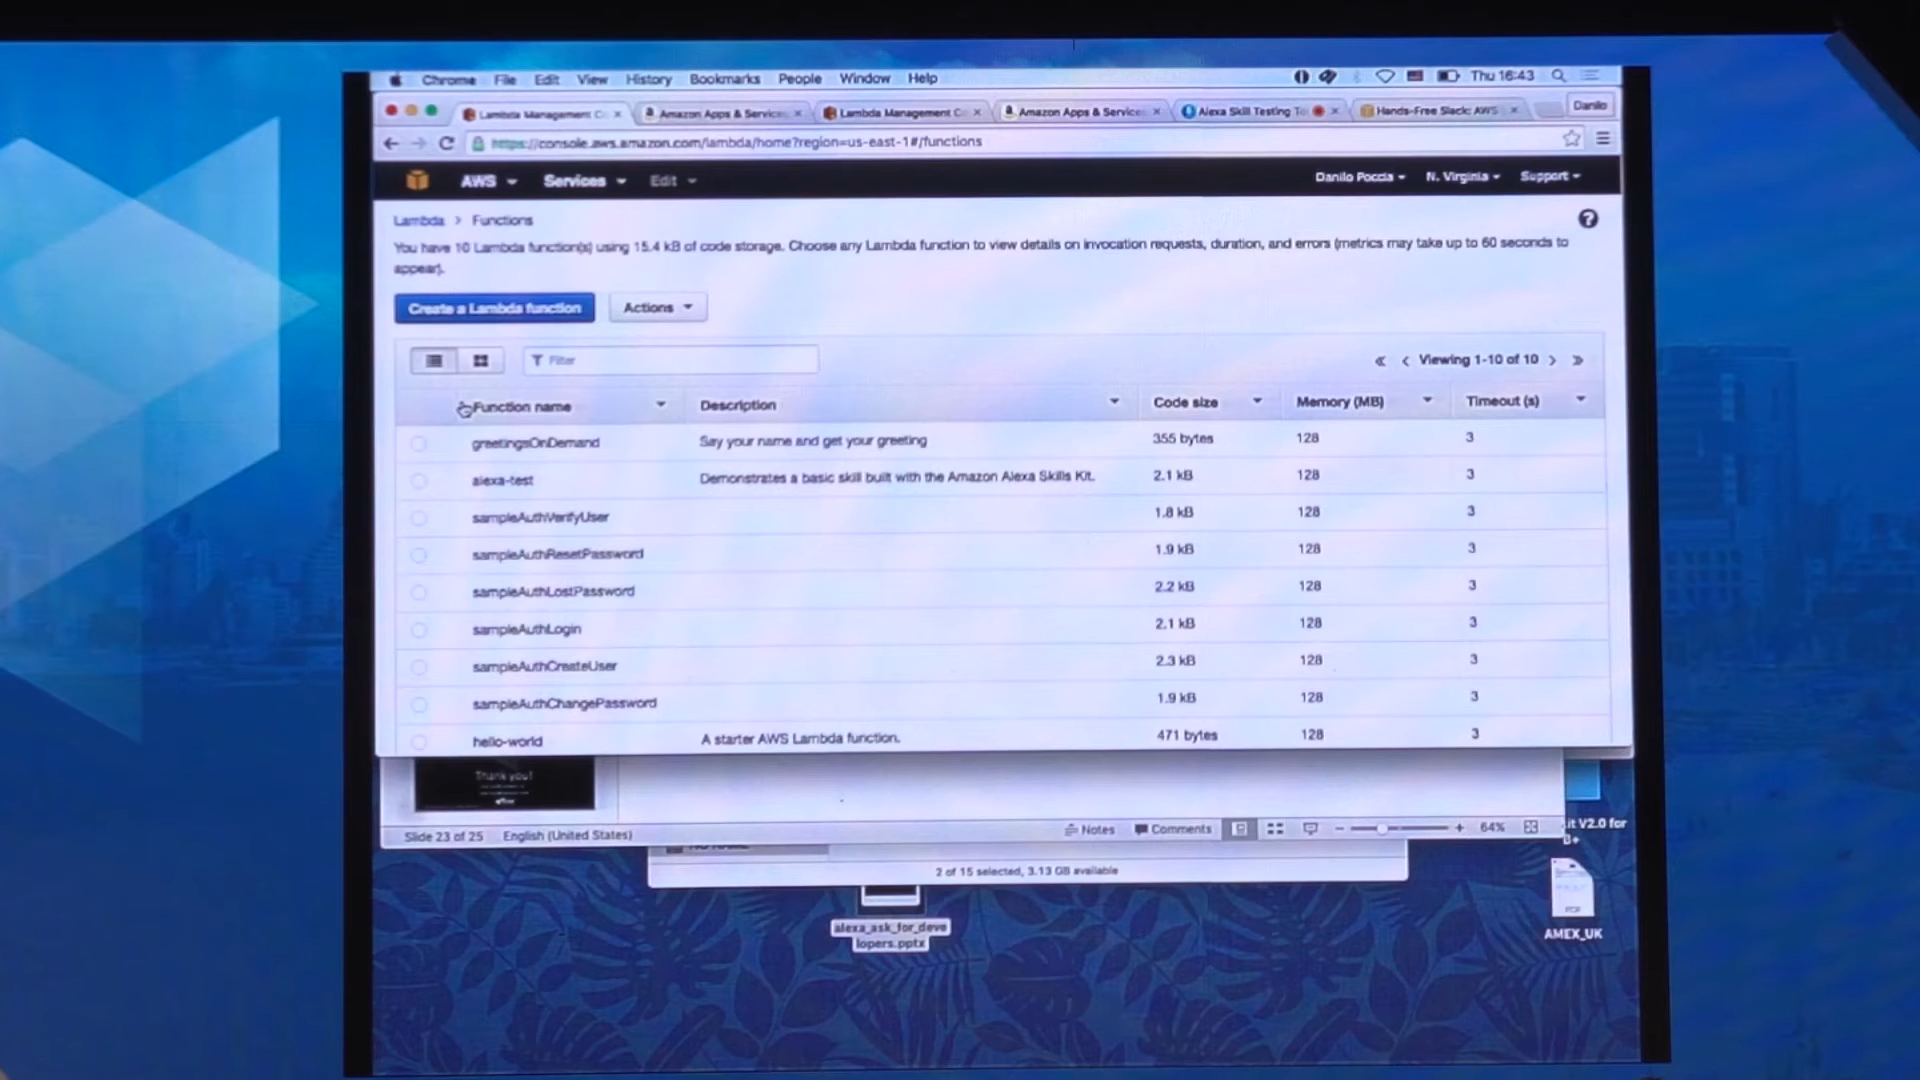 Chrome File Edit View History Bookmarks People Window Help Thu 16:43
Lambda Management C Amazon Apps & Service Lambda Management C Amazon Apps & Service Alexa Skill Testing To Hands-Free Slack: AWS Danilo
https://console.aws.amazon.com/lambda/home?region=us-east-1#/functions
AWS Services Edit Danilo Poccia N. Virginia Support
Lambda > Functions
You have 10 Lambda function(s) using 15.4 kB of code storage. Choose any Lambda function to view details on invocation requests, duration, and errors (metrics may take up to 60 seconds to
appear).
Create a Lambda function Actions
Filter « < Viewing 1-10 of 10 > »
Function name Description Code size Memory (MB) Timeout (s)
greetingsOnDemand Say your name and get your greeting 355 bytes 128 3
alexa-test Demonstrates a basic skill built with the Amazon Alexa Skills Kit. 2.1 kB 128 3
sampleAuthVerifyUser 1.8 kB 128 3
sampleAuthResetPassword 1.9 kB 128 3
sampleAuthLostPassword 2.2 kB 128 3
sampleAuthLogin 2.1 kB 128 3
sampleAuthCreateUser 2.3 kB 128 3
sampleAuthChangePassword 1.9 kB 128 3
hello-world A starter AWS Lambda function. 471 bytes 128 3
Thank you!
Slide 23 of 25 English (United States) Notes Comments − + 64%
it V2.0 for
B+
2 of 15 selected, 3.13 GB available
PDF
alexa_ask_for_deve
lopers.pptx
AMEX_UK